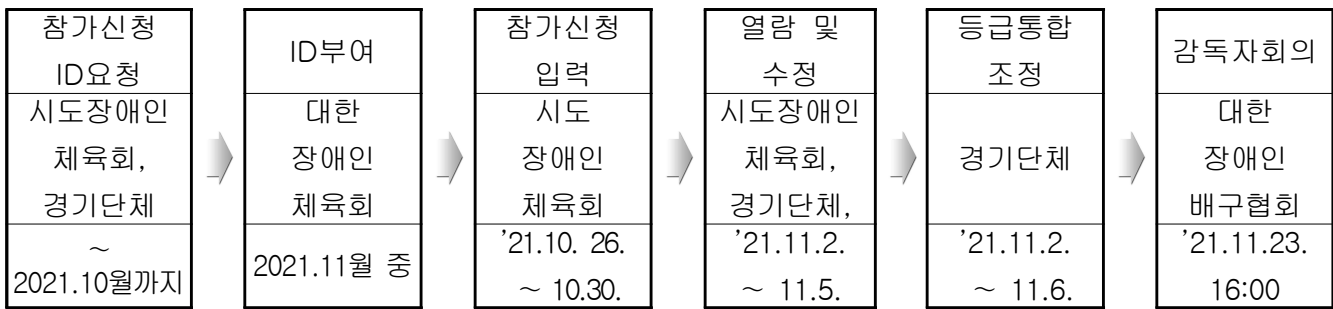 참가신청
ID요청
시도장애인
체육회,
경기단체
~
2021.10월까지
ID부여
대한
장애인
체육회
2021.11월 중
참가신청
입력
시도
장애인
체육회
'21.10. 26.
~ 10.30.
열람 및
수정
시도장애인
체육회,
경기단체,
'21.11.2.
~ 11.5.
등급통합
조정
경기단체
'21.11.2.
~ 11.6.
감독자회의
대한
장애인
배구협회
'21.11.23.
16:00